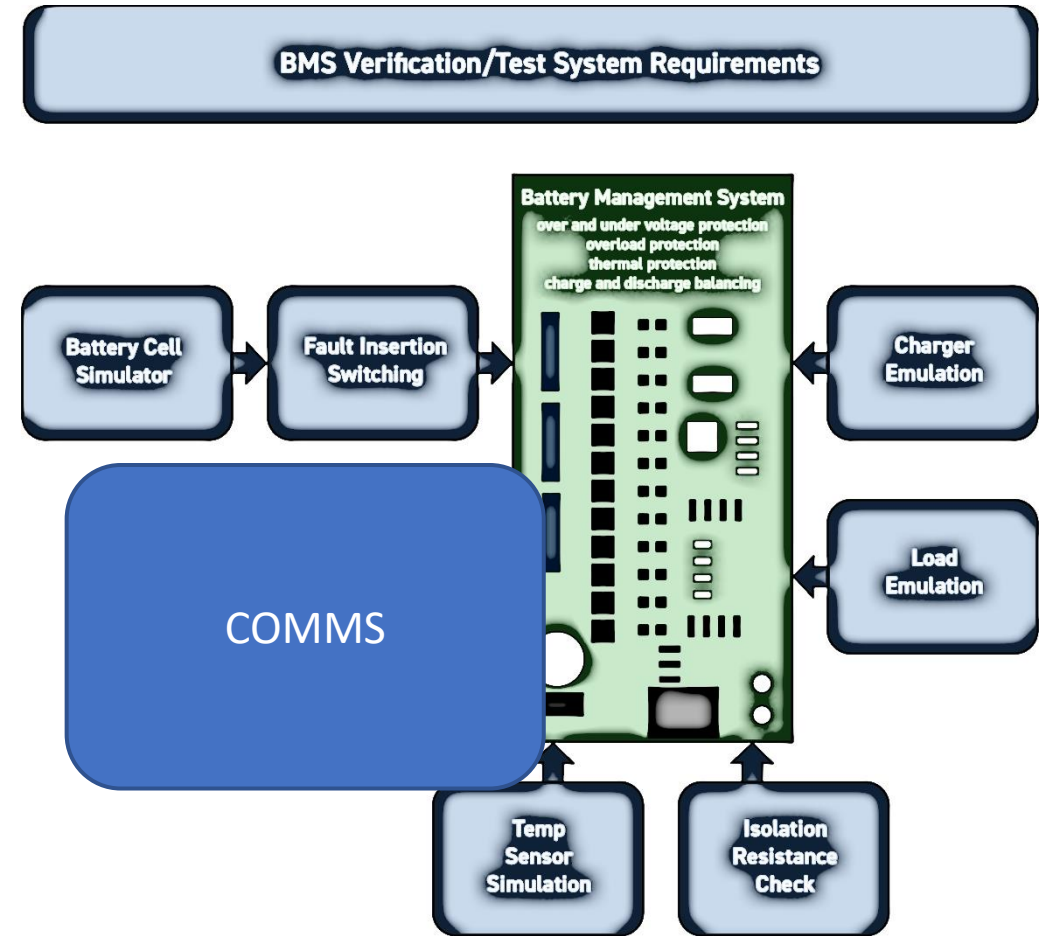 BMS Verification/Test System Requirements
Battery Management System
over and under voltage protection
overload protection
thermal protection
charge and discharge balancing
Battery Cell
Simulator
Fault Insertion
Switching
Charger
Emulation
COMMS
Load
Emulation
Temp
Sensor
Simulation
Isolation
Resistance
Check